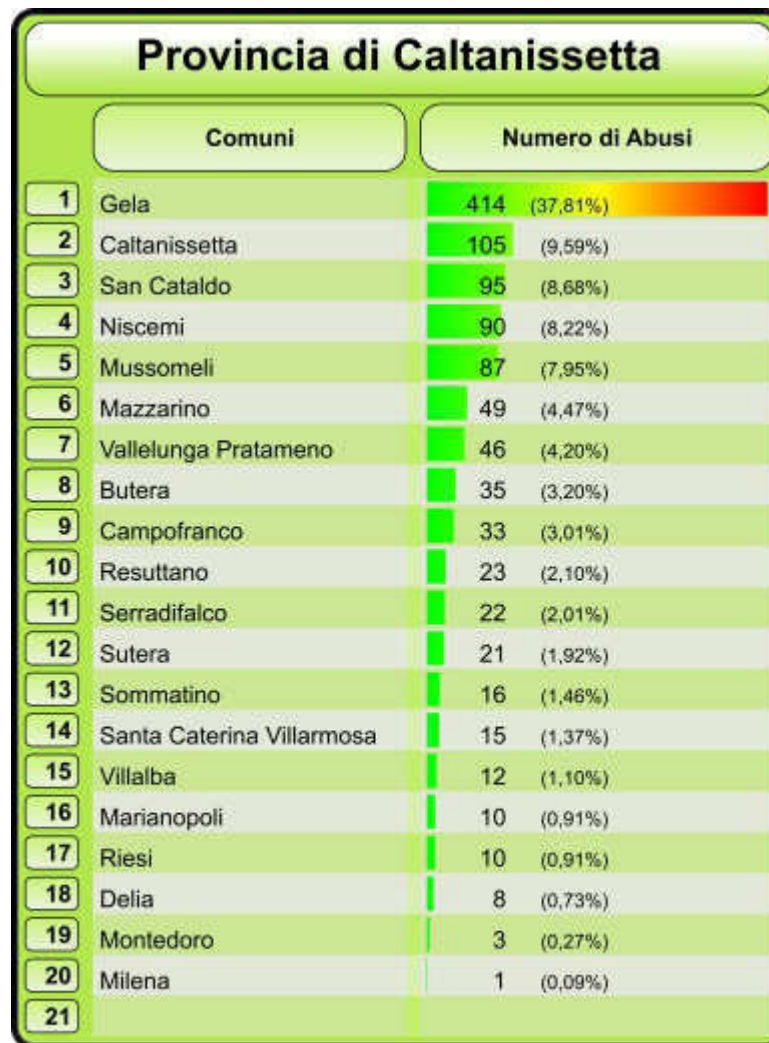 Provincia di Caltanissetta
Comuni Numero di Abusi
1 Gela 414 (37,81%)
2 Caltanissetta 105 (9,59%)
3 San Cataldo 95 (8,68%)
4 Niscemi 90 (8,22%)
5 Mussomeli 87 (7,95%)
6 Mazzarino 49 (4,47%)
7 Vallelunga Pratameno 46 (4,20%)
8 Butera 35 (3,20%)
9 Campofranco 33 (3,01%)
10 Resuttano 23 (2,10%)
11 Serradifalco 22 (2,01%)
12 Sutera 21 (1,92%)
13 Sommatino 16 (1,46%)
14 Santa Caterina Villarmosa 15 (1,37%)
15 Villalba 12 (1,10%)
16 Marianopoli 10 (0,91%)
17 Riesi 10 (0,91%)
18 Delia 8 (0,73%)
19 Montedoro 3 (0,27%)
20 Milena 1 (0,09%)
21